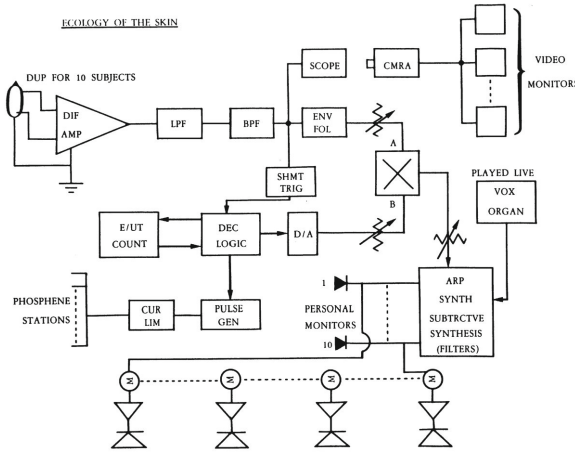 ECOLOGY OF THE SKIN
DUP FOR 10 SUBJECTS
DIF
AMP
LPF
BPF
SCOPE
ENV
FOL
CMRA
VIDEO
MONITORS
SHMT
TRIG
A
B
PLAYED LIVE
VOX
ORGAN
E/UT
COUNT
DEC
LOGIC
D/A
PHOSPHENE
STATIONS
CUR
LIM
PULSE
GEN
1
PERSONAL
MONITORS
10
ARP
SYNTH
SUBTRCTVE
SYNTHESIS
(FILTERS)
M
M
M
M